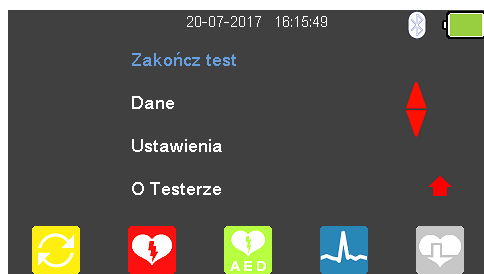 20-07-2017 16:15:49
Zakończ test
Dane
Ustawienia
O Testerze
AED